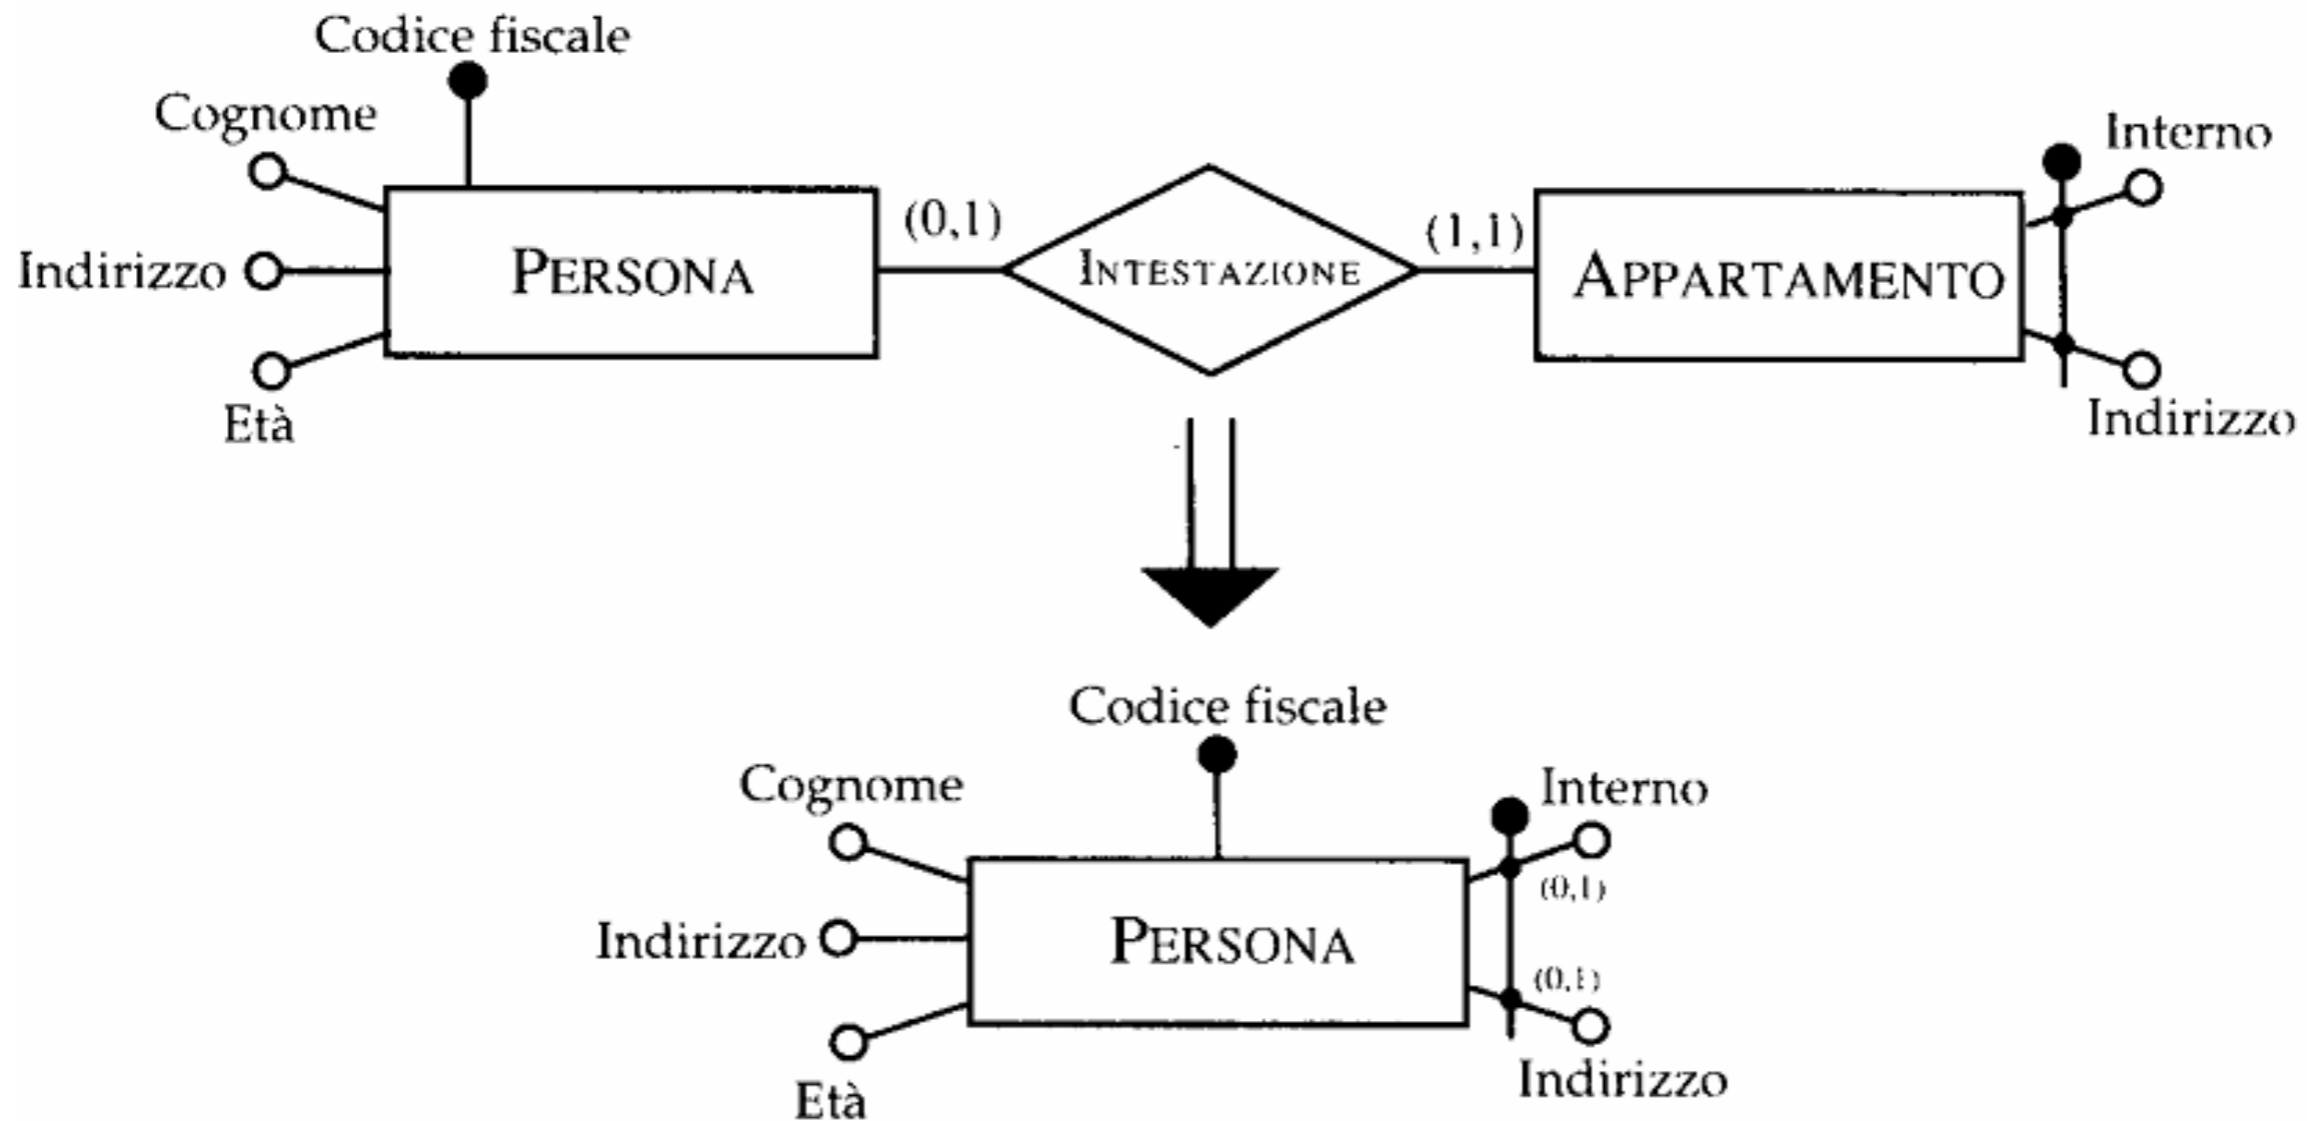 Codice fiscale
Cognome
Interno
(0,1)
(1,1)
Indirizzo
PERSONA
INTESTAZIONE
APPARTAMENTO
Età
Indirizzo
Codice fiscale
Cognome
Interno
(0,1)
Indirizzo
PERSONA
(0,1)
Età
Indirizzo